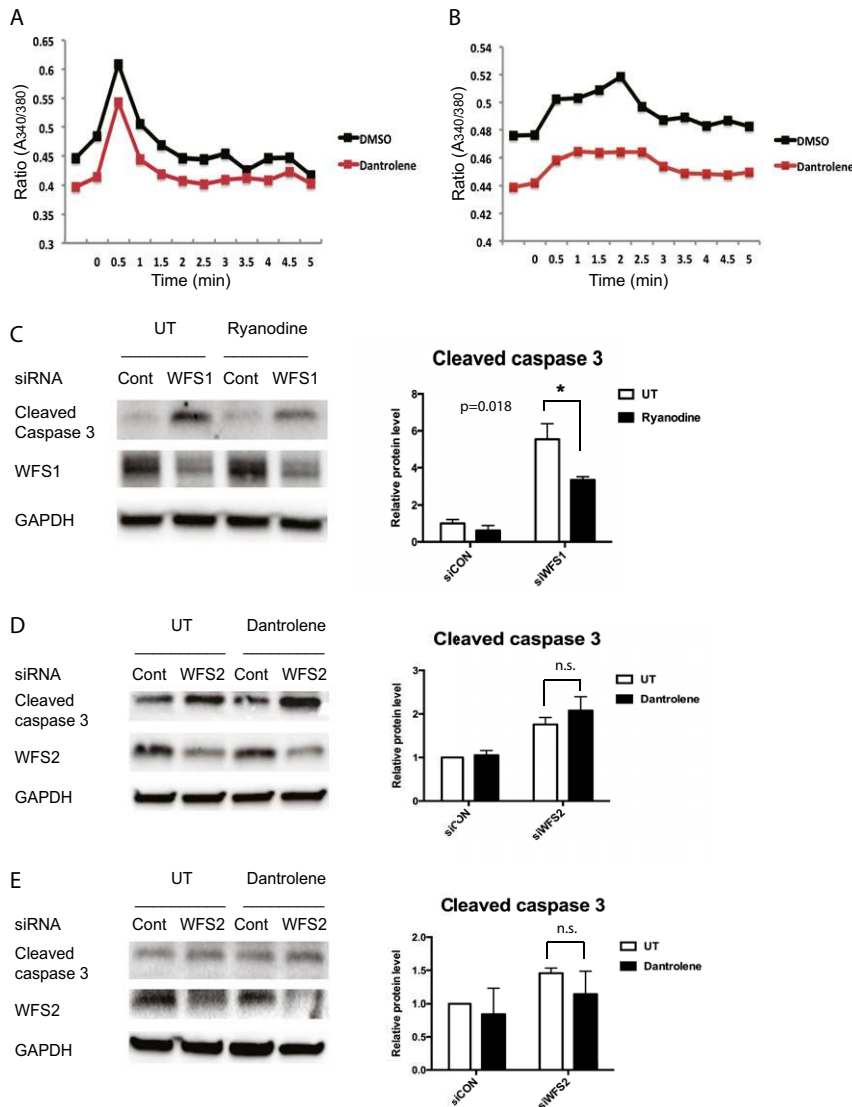 A
Ratio (A340/380)
0.65
0.6
0.55
0.5
0.45
0.4
0.35
0.3
0 0.5 1 1.5 2 2.5 3 3.5 4 4.5 5
Time (min)
DMSO
Dantrolene
B
Ratio (A340/380)
0.54
0.52
0.5
0.48
0.46
0.44
0.42
0.4
0 0.5 1 1.5 2 2.5 3 3.5 4 4.5 5
Time (min)
DMSO
Dantrolene
C
UT Ryanodine
siRNA Cont WFS1 Cont WFS1
Cleaved
Caspase 3
WFS1
GAPDH
Cleaved caspase 3
Relative protein level
8
6
4
2
0
p=0.018
*
UT
Ryanodine
siCON
siWFS1
D
UT Dantrolene
siRNA Cont WFS2 Cont WFS2
Cleaved
caspase 3
WFS2
GAPDH
Cleaved caspase 3
Relative protein level
3
2
1
0
n.s.
UT
Dantrolene
siCON
siWFS2
E
UT Dantrolene
siRNA Cont WFS2 Cont WFS2
Cleaved
caspase 3
WFS2
GAPDH
Cleaved caspase 3
Relative protein level
2.0
1.5
1.0
0.5
0.0
n.s.
UT
Dantrolene
siCON
siWFS2